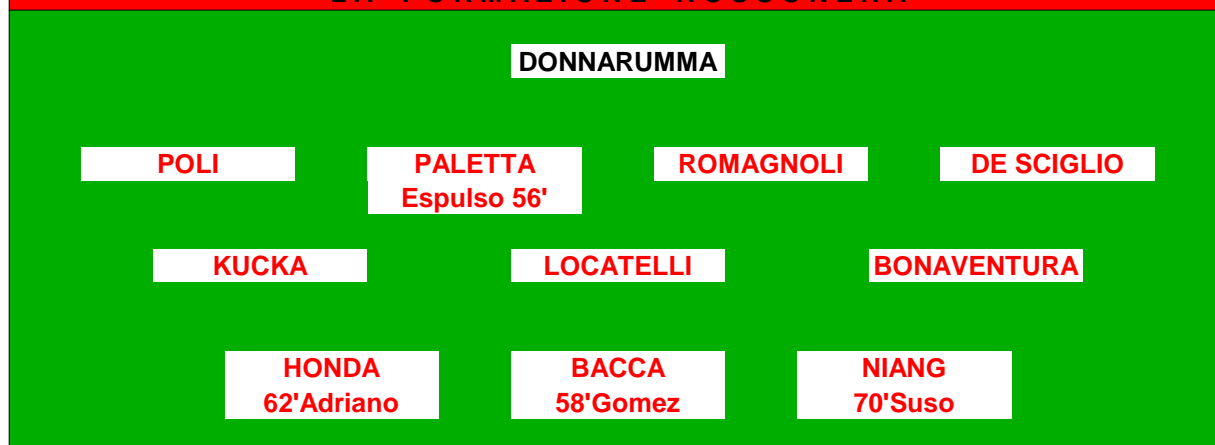 DONNARUMMA
POLI PALETTA ROMAGNOLI DE SCIGLIO
Espulso 56'
KUCKA LOCATELLI BONAVENTURA
HONDA BACCA NIANG
62'Adriano 58'Gomez 70'Suso